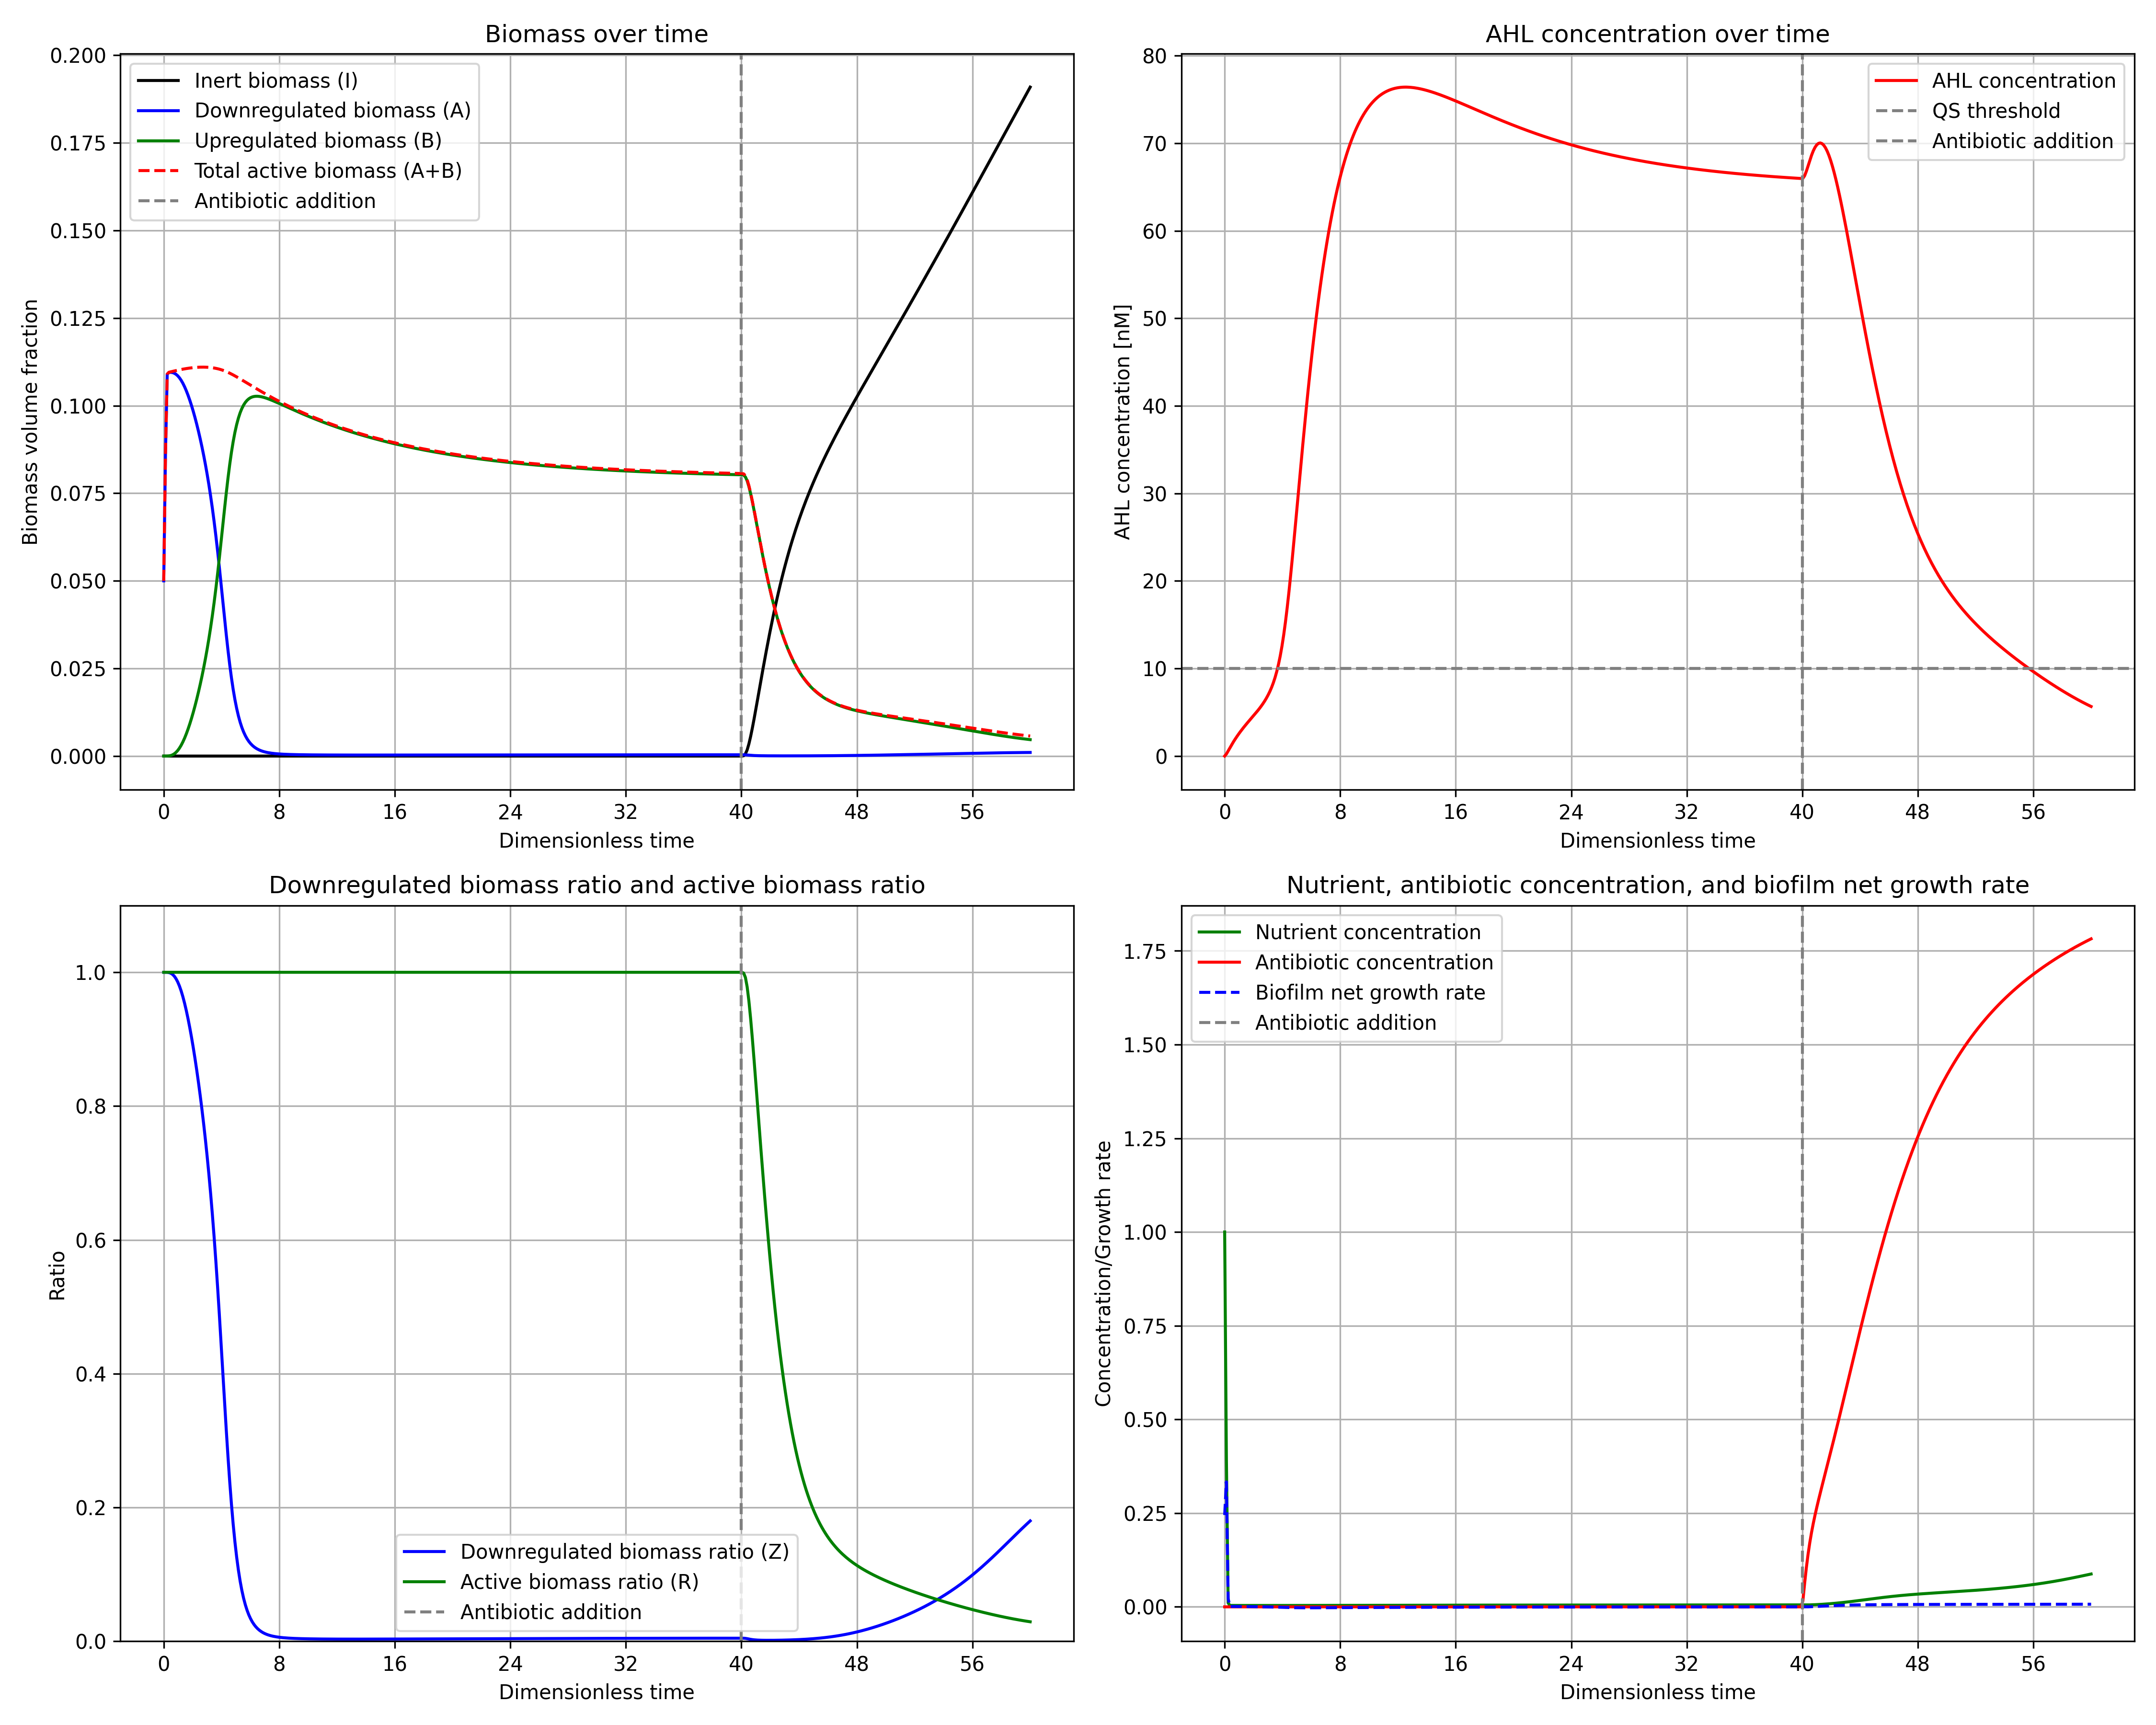 Biomass over time
Biomass volume fraction
0.200
0.175
0.150
0.125
0.100
0.075
0.050
0.025
0.000
Inert biomass (I)
Downregulated biomass (A)
Upregulated biomass (B)
Total active biomass (A+B)
Antibiotic addition
0 8 16 24 32 40 48 56
Dimensionless time
AHL concentration over time
AHL concentration [nM]
80
70
60
50
40
30
20
10
0
AHL concentration
QS threshold
Antibiotic addition
0 8 16 24 32 40 48 56
Dimensionless time
Downregulated biomass ratio and active biomass ratio
Ratio
1.0
0.8
0.6
0.4
0.2
0.0
Downregulated biomass ratio (Z)
Active biomass ratio (R)
Antibiotic addition
0 8 16 24 32 40 48 56
Dimensionless time
Nutrient, antibiotic concentration, and biofilm net growth rate
Concentration/Growth rate
1.75
1.50
1.25
1.00
0.75
0.50
0.25
0.00
Nutrient concentration
Antibiotic concentration
Biofilm net growth rate
Antibiotic addition
0 8 16 24 32 40 48 56
Dimensionless time